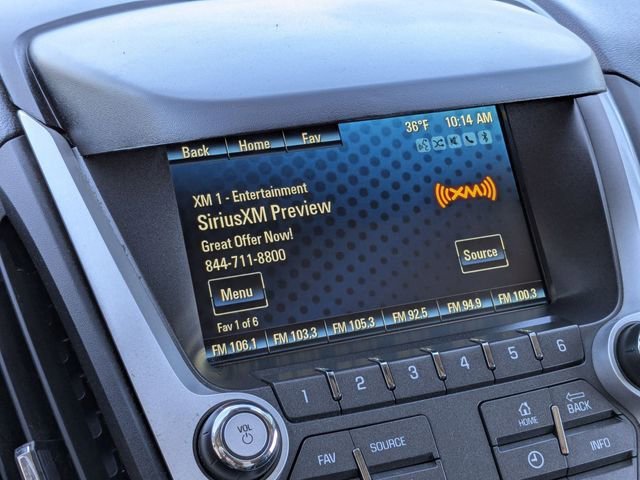 Back Home Fav 36°F 10:14 AM
XM 1 - Entertainment
SiriusXM Preview
((XM))
Great Offer Now!
844-711-8800
Source
Menu
Fav 1 of 6
FM 106.1 FM 103.3 FM 105.3 FM 92.5 FM 94.9 FM 100.3
1 2 3 4 5 6
VOL
FAV SOURCE HOME BACK
INFO